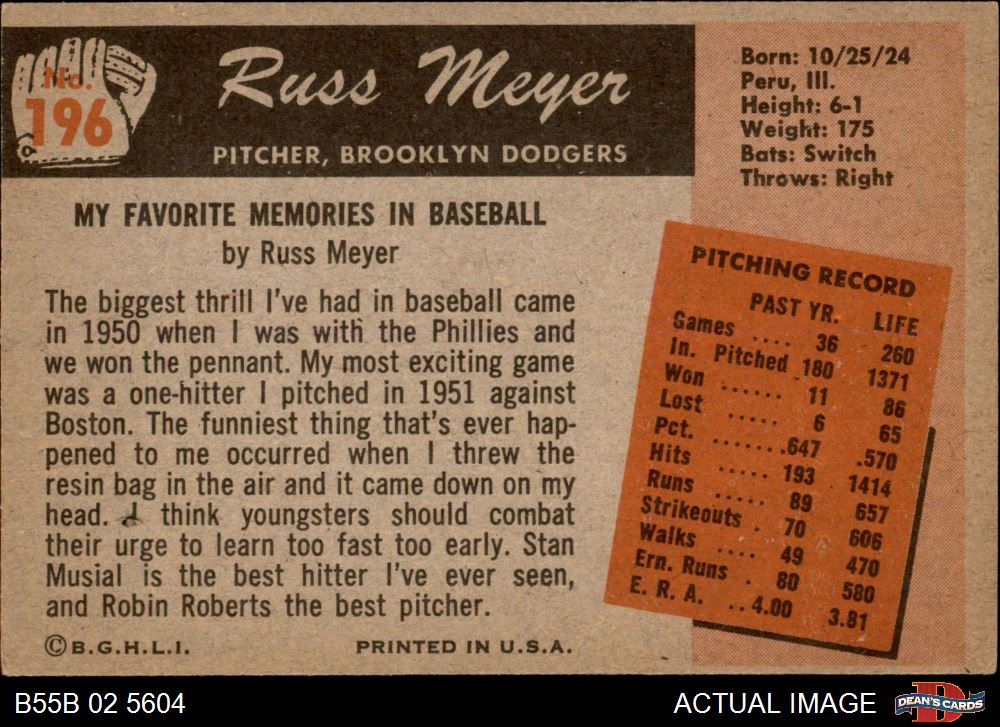 No.
196
Russ Meyer
PITCHER, BROOKLYN DODGERS
Born: 10/25/24
Peru, Ill.
Height: 6-1
Weight: 175
Bats: Switch
Throws: Right
MY FAVORITE MEMORIES IN BASEBALL
by Russ Meyer
The biggest thrill I've had in baseball came
in 1950 when I was with the Phillies and
we won the pennant. My most exciting game
was a one-hitter I pitched in 1951 against
Boston. The funniest thing that's ever hap-
pened to me occurred when I threw the
resin bag in the air and it came down on my
head. I think youngsters should combat
their urge to learn too fast too early. Stan
Musial is the best hitter I've ever seen,
and Robin Roberts the best pitcher.
©B.G.H.L.I. PRINTED IN U.S.A.
PITCHING RECORD
PAST YR. LIFE
Games .... 36 260
In. Pitched 180 1371
Won ...... 11 86
Lost ..... 6 65
Pct. ......647 .570
Hits ..... 193 1414
Runs ..... 89 657
Strikeouts . 70 606
Walks .... 49 470
Ern. Runs . 80 580
E. R. A. ..4.00 3.81
B55B 02 5604
ACTUAL IMAGE
DEAN'S CARDS